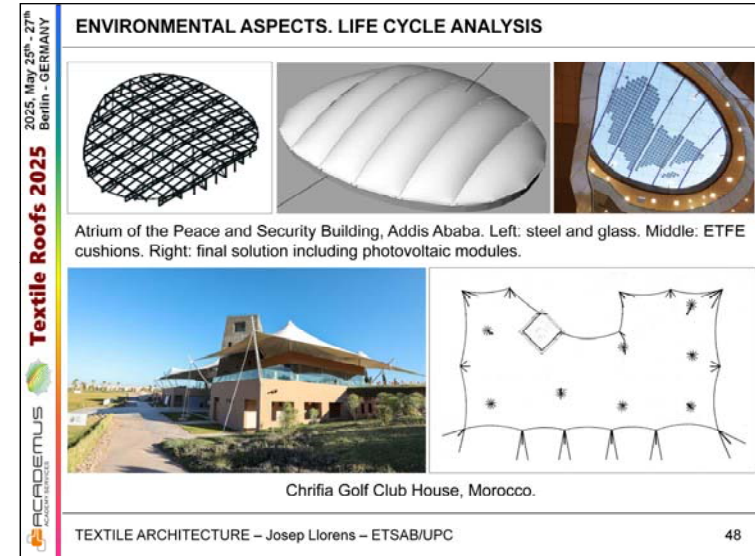 2025, May 25th - 27th
Berlin - GERMANY
Textile Roofs 2025
ACADEMUS
ACADEMY SERVICES
ENVIRONMENTAL ASPECTS. LIFE CYCLE ANALYSIS
Atrium of the Peace and Security Building, Addis Ababa. Left: steel and glass. Middle: ETFE
cushions. Right: final solution including photovoltaic modules.
Chrifia Golf Club House, Morocco.
TEXTILE ARCHITECTURE – Josep Llorens – ETSAB/UPC
48